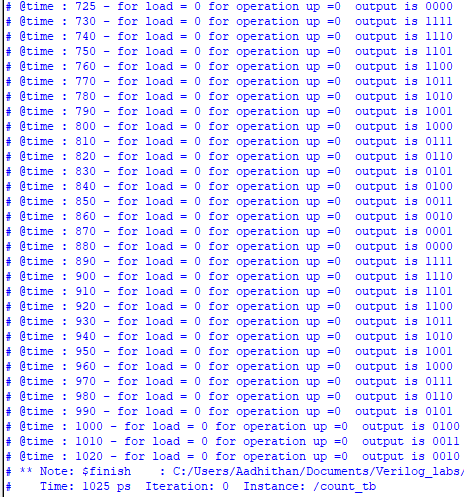 # @time : 725 - for load = 0 for operation up =0  output is 0000
# @time : 730 - for load = 0 for operation up =0  output is 1111
# @time : 740 - for load = 0 for operation up =0  output is 1110
# @time : 750 - for load = 0 for operation up =0  output is 1101
# @time : 760 - for load = 0 for operation up =0  output is 1100
# @time : 770 - for load = 0 for operation up =0  output is 1011
# @time : 780 - for load = 0 for operation up =0  output is 1010
# @time : 790 - for load = 0 for operation up =0  output is 1001
# @time : 800 - for load = 0 for operation up =0  output is 1000
# @time : 810 - for load = 0 for operation up =0  output is 0111
# @time : 820 - for load = 0 for operation up =0  output is 0110
# @time : 830 - for load = 0 for operation up =0  output is 0101
# @time : 840 - for load = 0 for operation up =0  output is 0100
# @time : 850 - for load = 0 for operation up =0  output is 0011
# @time : 860 - for load = 0 for operation up =0  output is 0010
# @time : 870 - for load = 0 for operation up =0  output is 0001
# @time : 880 - for load = 0 for operation up =0  output is 0000
# @time : 890 - for load = 0 for operation up =0  output is 1111
# @time : 900 - for load = 0 for operation up =0  output is 1110
# @time : 910 - for load = 0 for operation up =0  output is 1101
# @time : 920 - for load = 0 for operation up =0  output is 1100
# @time : 930 - for load = 0 for operation up =0  output is 1011
# @time : 940 - for load = 0 for operation up =0  output is 1010
# @time : 950 - for load = 0 for operation up =0  output is 1001
# @time : 960 - for load = 0 for operation up =0  output is 1000
# @time : 970 - for load = 0 for operation up =0  output is 0111
# @time : 980 - for load = 0 for operation up =0  output is 0110
# @time : 990 - for load = 0 for operation up =0  output is 0101
# @time : 1000 - for load = 0 for operation up =0  output is 0100
# @time : 1010 - for load = 0 for operation up =0  output is 0011
# @time : 1020 - for load = 0 for operation up =0  output is 0010
# ** Note: $finish    : C:/Users/Aadhithan/Documents/Verilog_labs/
#    Time: 1025 ps  Iteration: 0  Instance: /count_tb